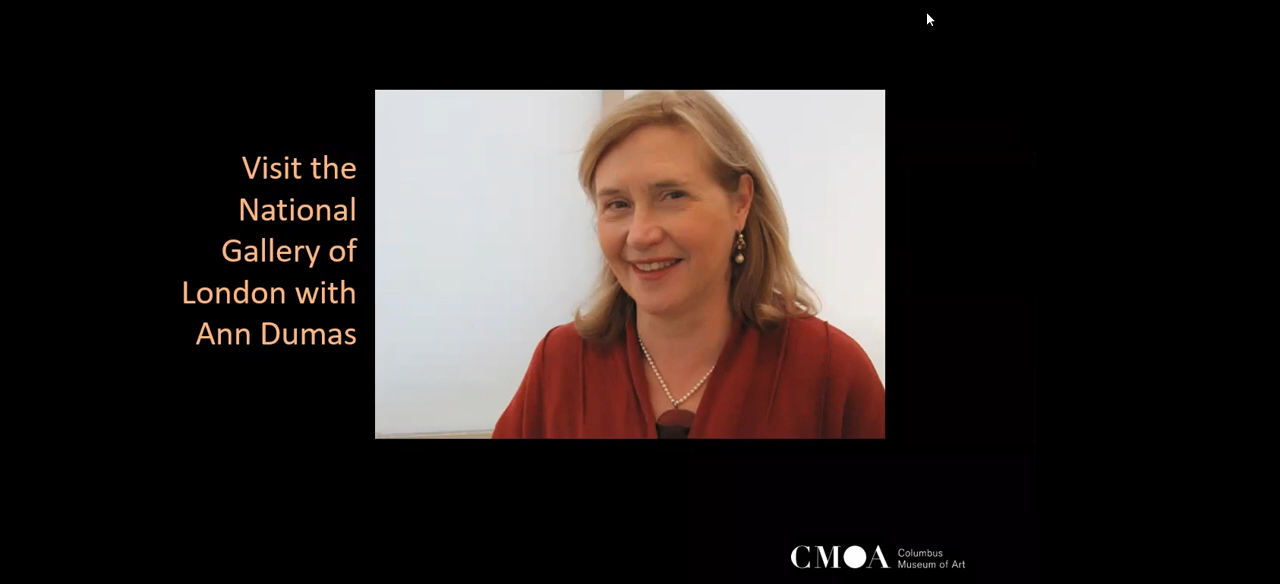 Visit the
National
Gallery of
London with
Ann Dumas
CMOA Columbus
Museum of Art